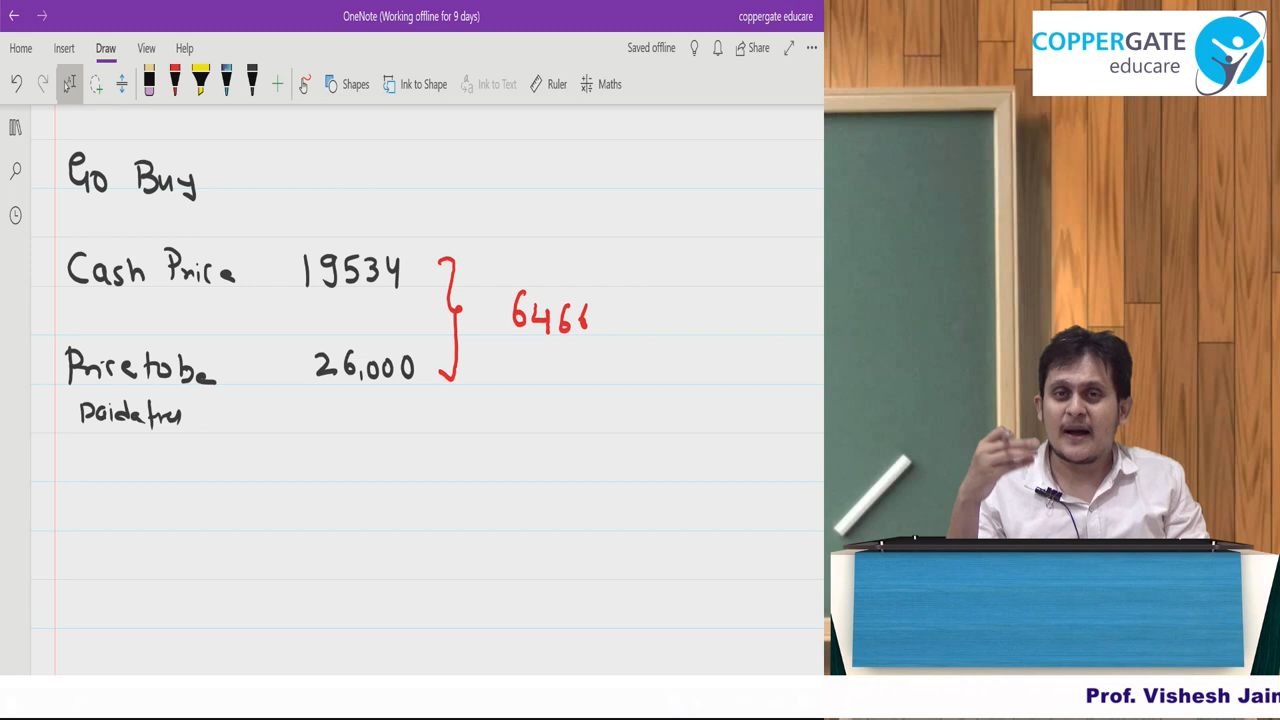 OneNote (Working offline for 9 days)
coppergate educare
Home Insert Draw View Help
Saved offline
Share
Shapes
Ink to Shape
Ink to Text
Ruler
Maths
COPPERGATE
educare
Go Buy
Cash Price 19534
6466
Price to be 26,000
Paid after
Prof. Vishesh Jain